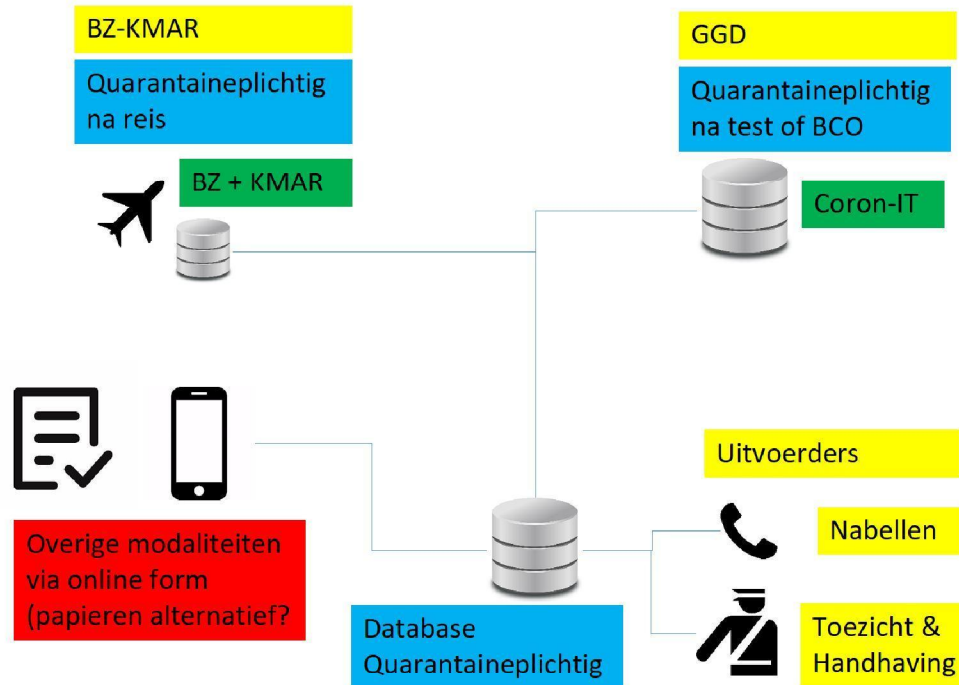 BZ-KMAR
Quarantaineplichtig
na reis
BZ + KMAR
GGD
Quarantaineplichtig
na test of BCO
Coron-IT
Overige modaliteiten
via online form
(papieren alternatief?
Database
Quarantaineplichtig
Uitvoerders
Nabellen
Toezicht &
Handhaving